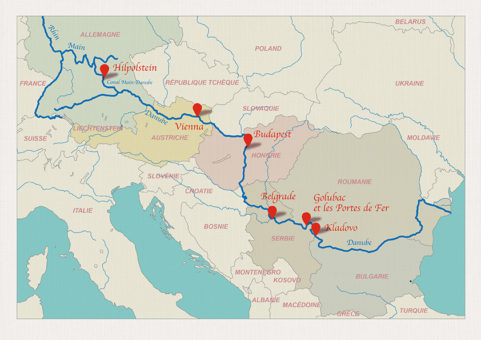 BELARUS
Rhin
ALLEMAGNE
Main
POLAND
Hilpolstein
Canal Main-Danube
FRANCE
RÉPUBLIQUE TCHÈQUE
UKRAINE
SLOVAQUIE
Danube
Vienna
LIECHTENSTEIN
SUISSE
AUTRICHE
Budapest
MOLDAVIE
HONGRIE
SLOVÉNIE
ROUMANIE
CROATIE
Belgrade
Golubac
et les Portes de Fer
ITALIE
BOSNIE
Kladovo
SERBIE
Danube
MONTENEGRO
KOSOVO
BULGARIE
ALBANIE
MACÉDOINE
GRECE
TURQUIE